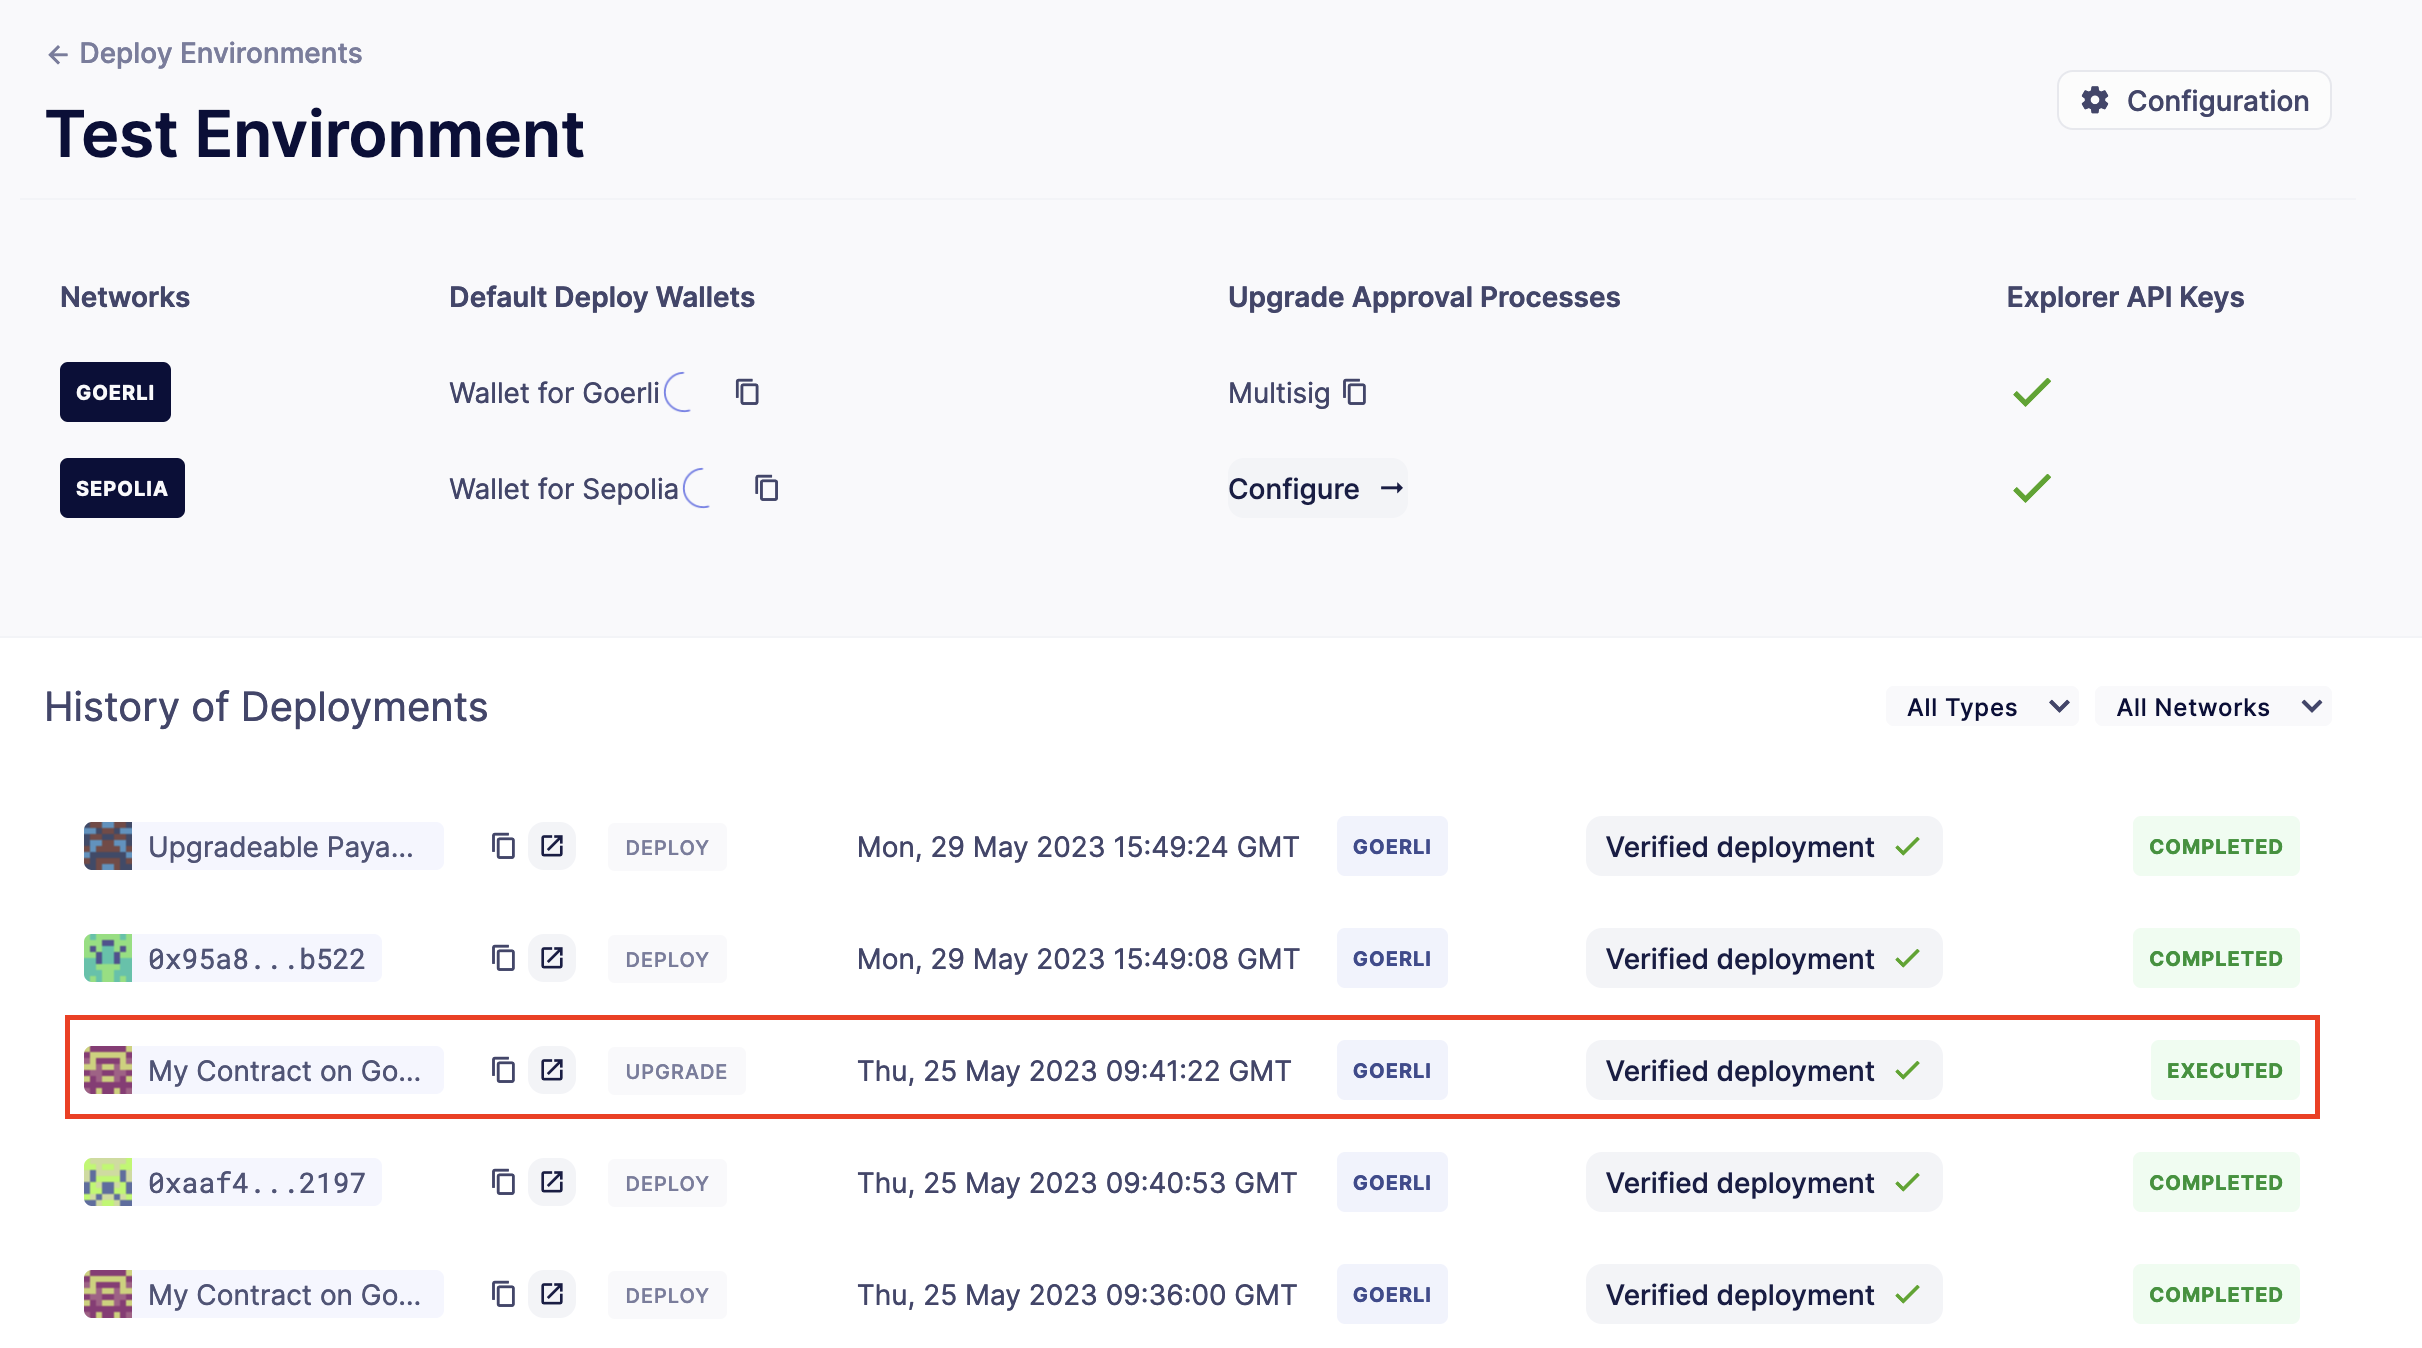 ← Deploy Environments
Test Environment
Configuration
Networks Default Deploy Wallets Upgrade Approval Processes Explorer API Keys
GOERLI Wallet for Goerli Multisig
SEPOLIA Wallet for Sepolia Configure →
History of Deployments All Types All Networks
Upgradeable Paya... DEPLOY Mon, 29 May 2023 15:49:24 GMT GOERLI Verified deployment COMPLETED
0x95a8...b522 DEPLOY Mon, 29 May 2023 15:49:08 GMT GOERLI Verified deployment COMPLETED
My Contract on Go... UPGRADE Thu, 25 May 2023 09:41:22 GMT GOERLI Verified deployment EXECUTED
0xaaf4...2197 DEPLOY Thu, 25 May 2023 09:40:53 GMT GOERLI Verified deployment COMPLETED
My Contract on Go... DEPLOY Thu, 25 May 2023 09:36:00 GMT GOERLI Verified deployment COMPLETED